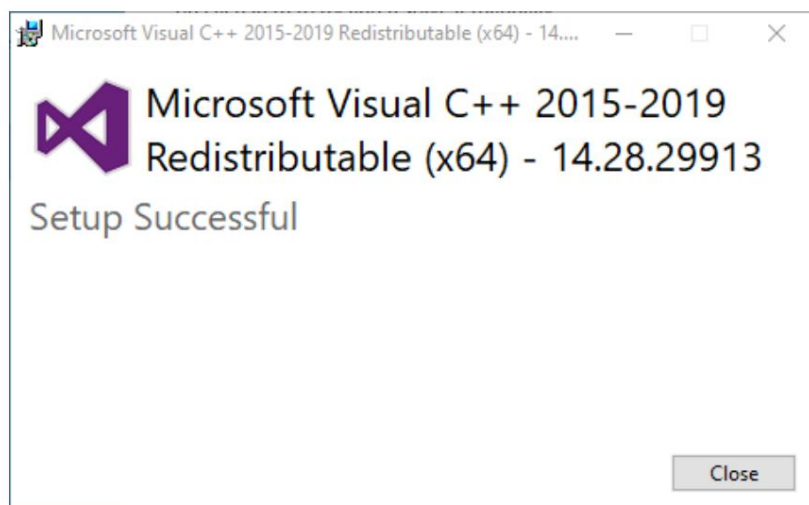 Microsoft Visual C++ 2015-2019 Redistributable (x64) - 14....
Microsoft Visual C++ 2015-2019
Redistributable (x64) - 14.28.29913
Setup Successful
Close